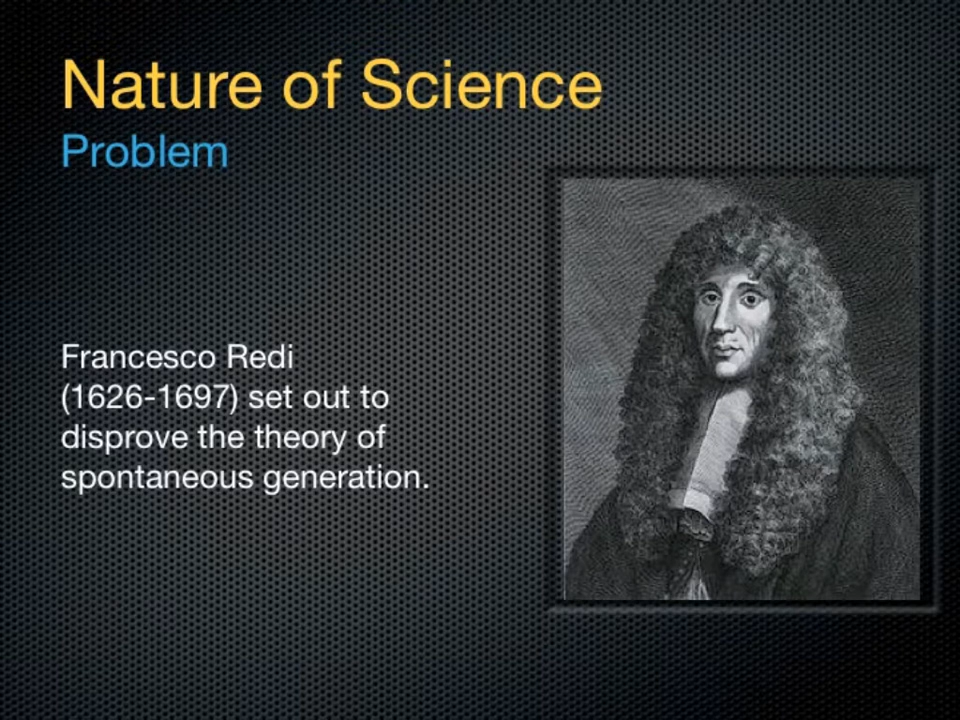 Nature of Science
Problem
Francesco Redi
(1626-1697) set out to
disprove the theory of
spontaneous generation.